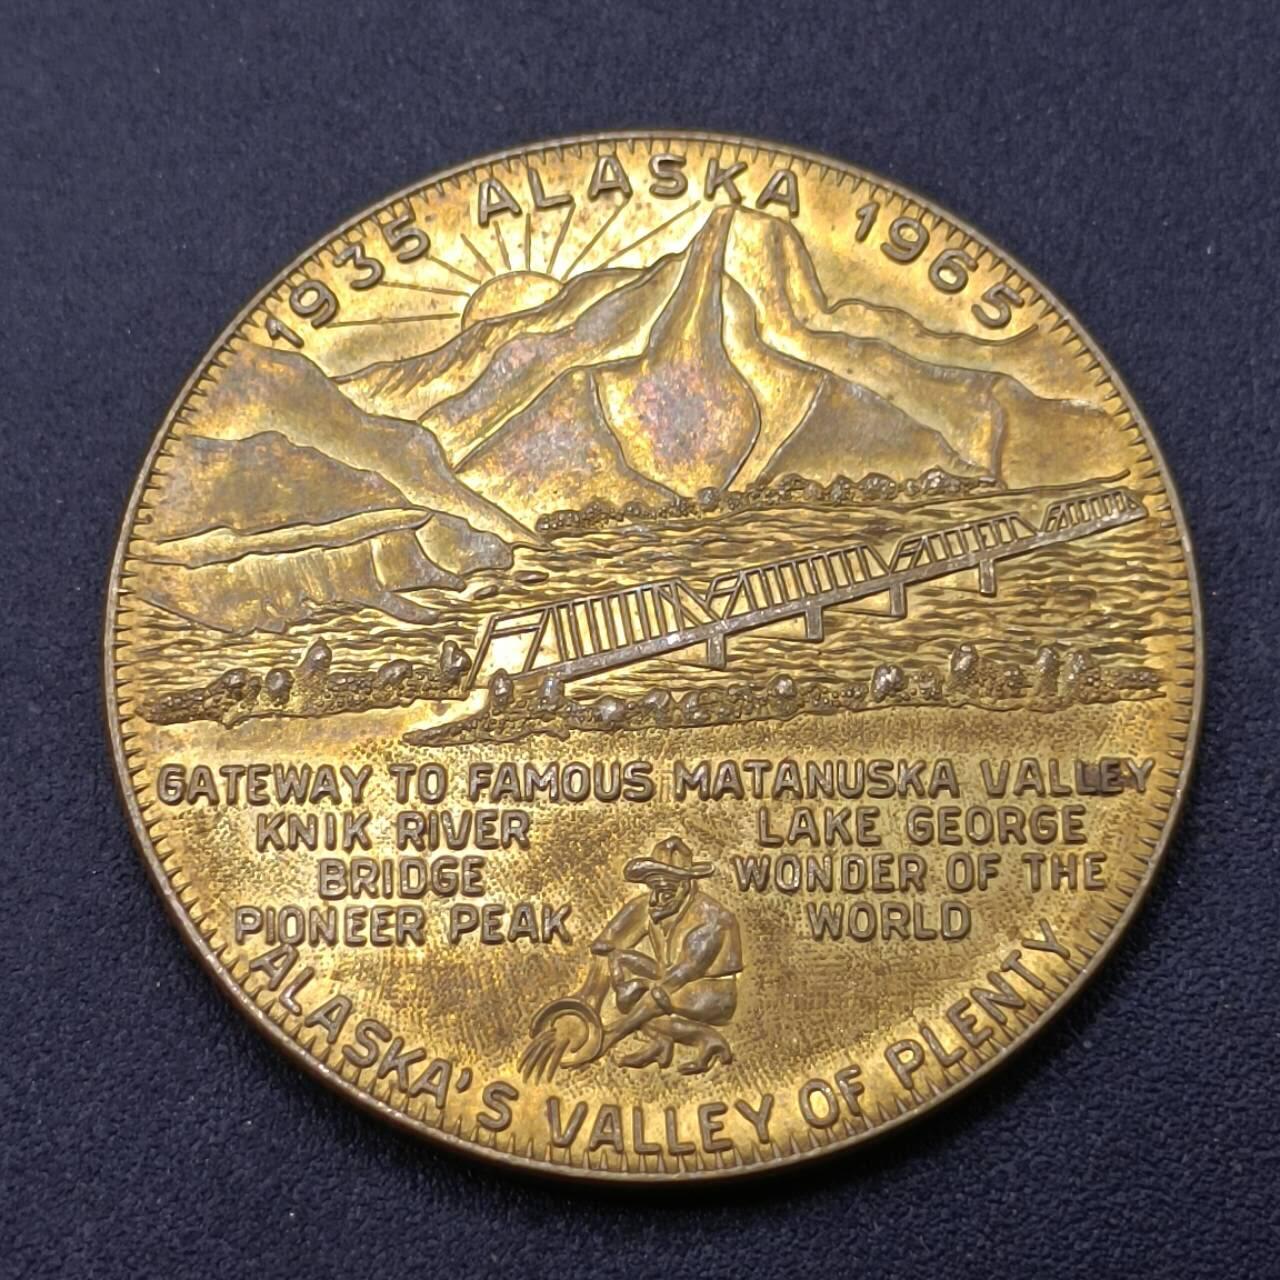 1935 ALASKA 1965
GATEWAY TO FAMOUS MATANUSKA VALLEY
KNIK RIVER
BRIDGE
PIONEER PEAK
LAKE GEORGE
WONDER OF THE
WORLD
ALASKA'S VALLEY OF PLENTY